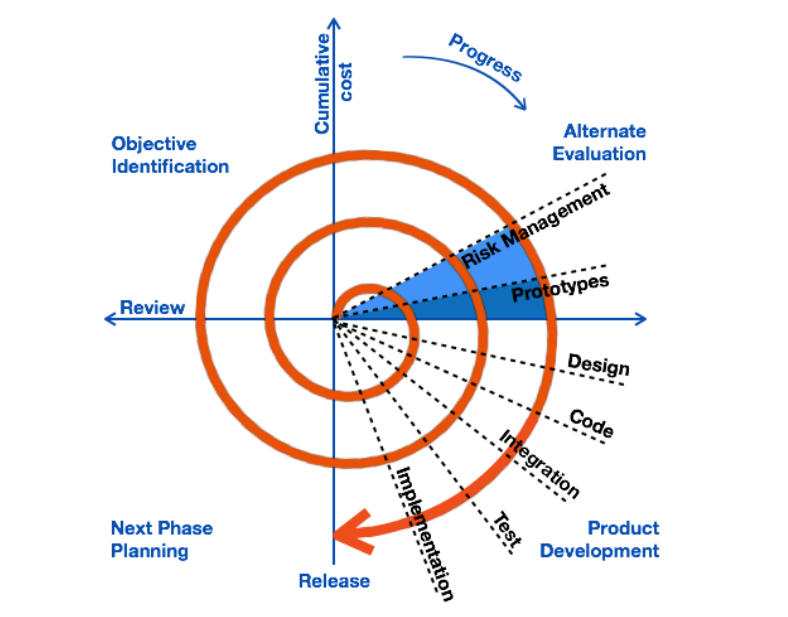 Cumulative
cost
Progress
Objective
Identification
Alternate
Evaluation
Risk Management
Prototypes
Review
Design
Code
Integration
Test
Implementation
Next Phase
Planning
Product
Development
Release